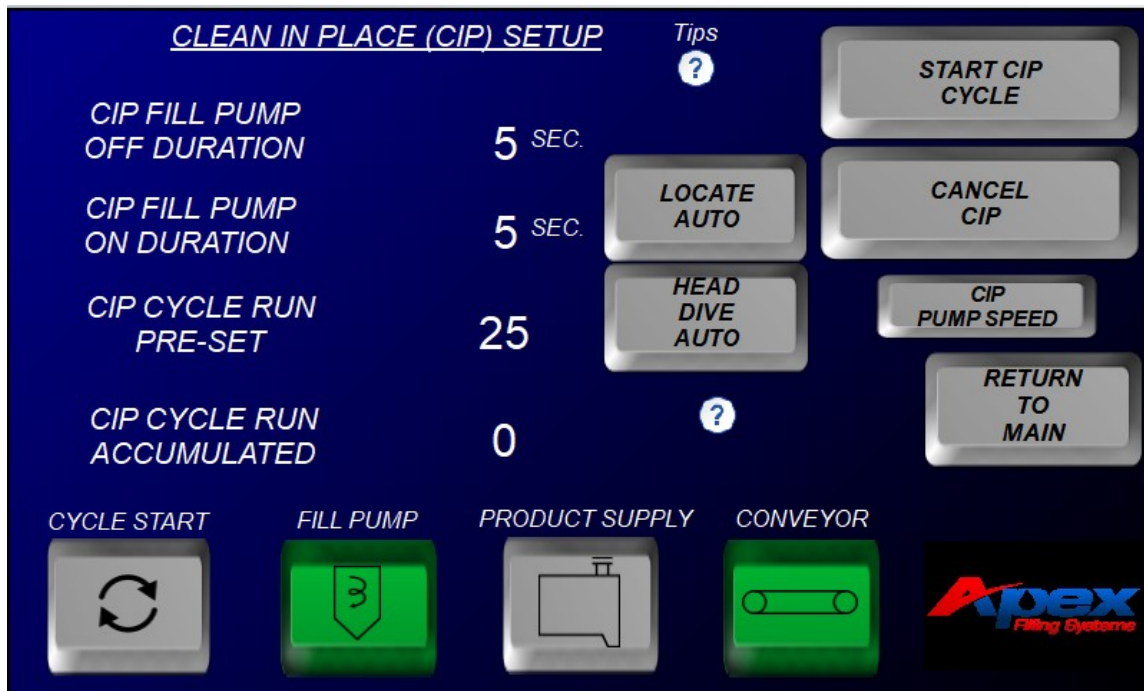 CLEAN IN PLACE (CIP) SETUP
Tips
?
START CIP
CYCLE
CIP FILL PUMP
OFF DURATION
5 SEC.
LOCATE
AUTO
CANCEL
CIP
CIP FILL PUMP
ON DURATION
5 SEC.
HEAD
DIVE
AUTO
CIP
PUMP SPEED
CIP CYCLE RUN
PRE-SET
25
RETURN
TO
MAIN
CIP CYCLE RUN
ACCUMULATED
0
?
CYCLE START
FILL PUMP
PRODUCT SUPPLY
CONVEYOR
Apex
Filling Systems